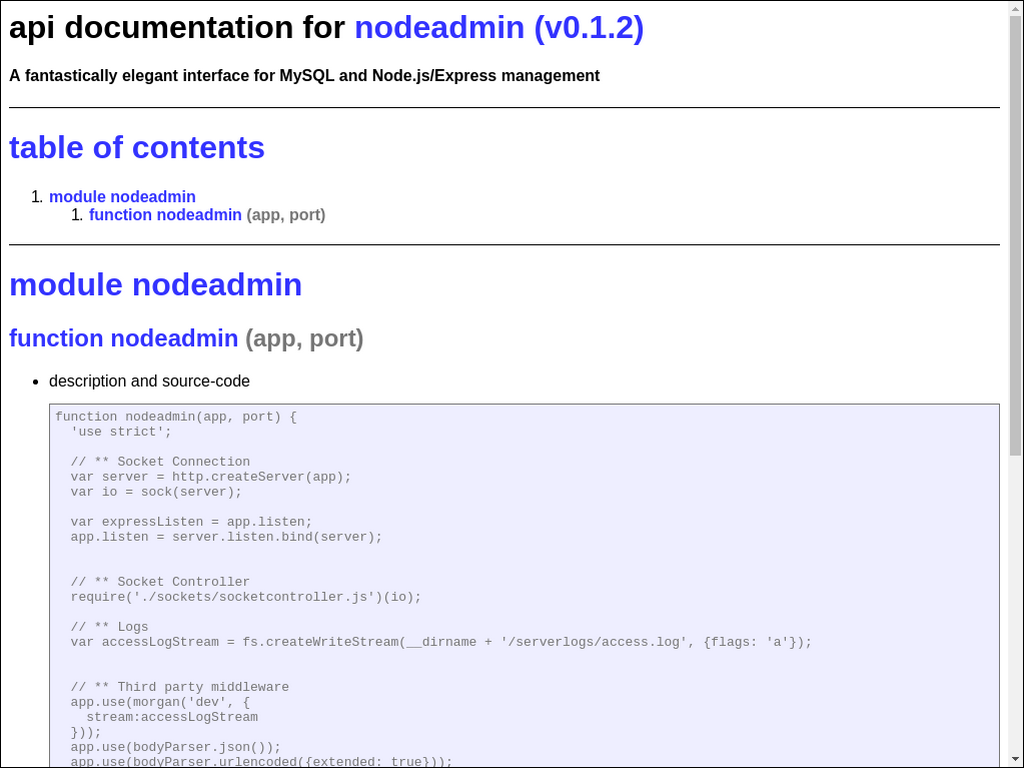 api documentation for nodeadmin (v0.1.2)
A fantastically elegant interface for MySQL and Node.js/Express management
table of contents
1. module nodeadmin
1. function nodeadmin (app, port)
module nodeadmin
function nodeadmin (app, port)
• description and source-code
function nodeadmin(app, port) {
  'use strict';
  // ** Socket Connection
  var server = http.createServer(app);
  var io = sock(server);
  var expressListen = app.listen;
  app.listen = server.listen.bind(server);
  // ** Socket Controller
  require('./sockets/socketcontroller.js')(io);
  // ** Logs
  var accessLogStream = fs.createWriteStream(__dirname + '/serverlogs/access.log', {flags: 'a'});
  // ** Third party middleware
  app.use(morgan('dev', {
    stream:accessLogStream
  }));
  app.use(bodyParser.json());
  app.use(bodyParser.urlencoded({extended: true}));